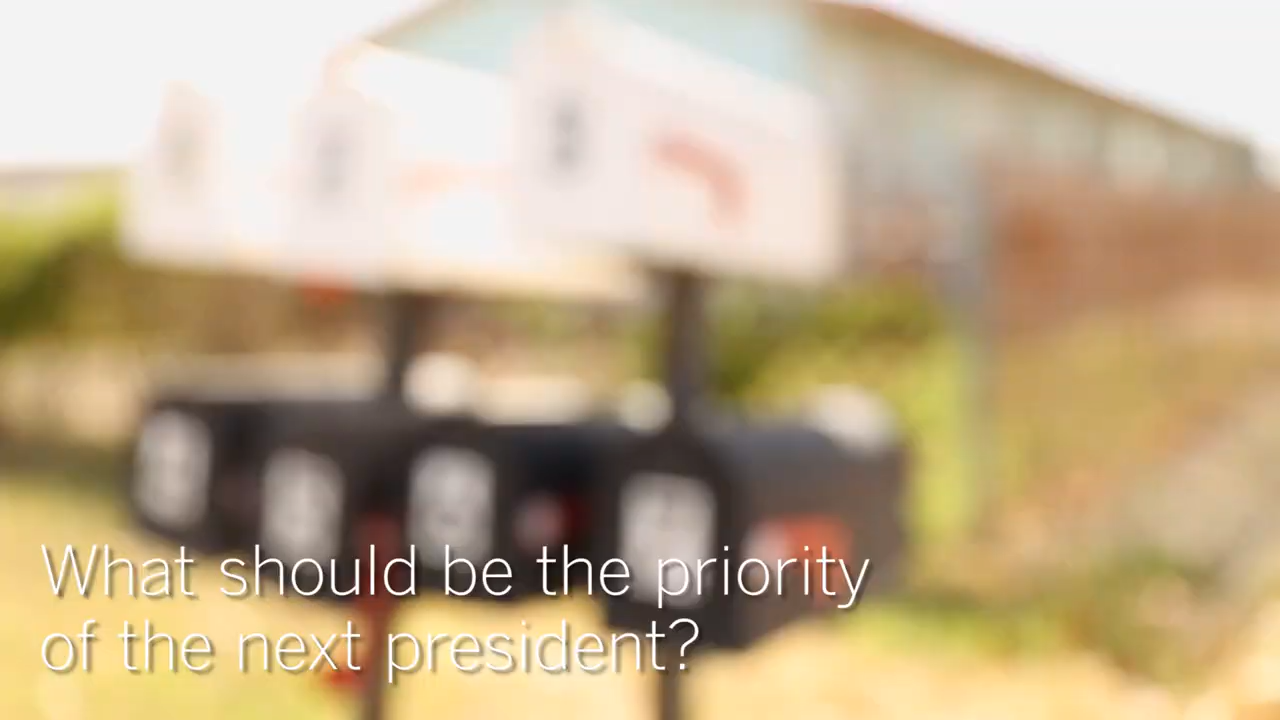 What should be the priority
of the next president?